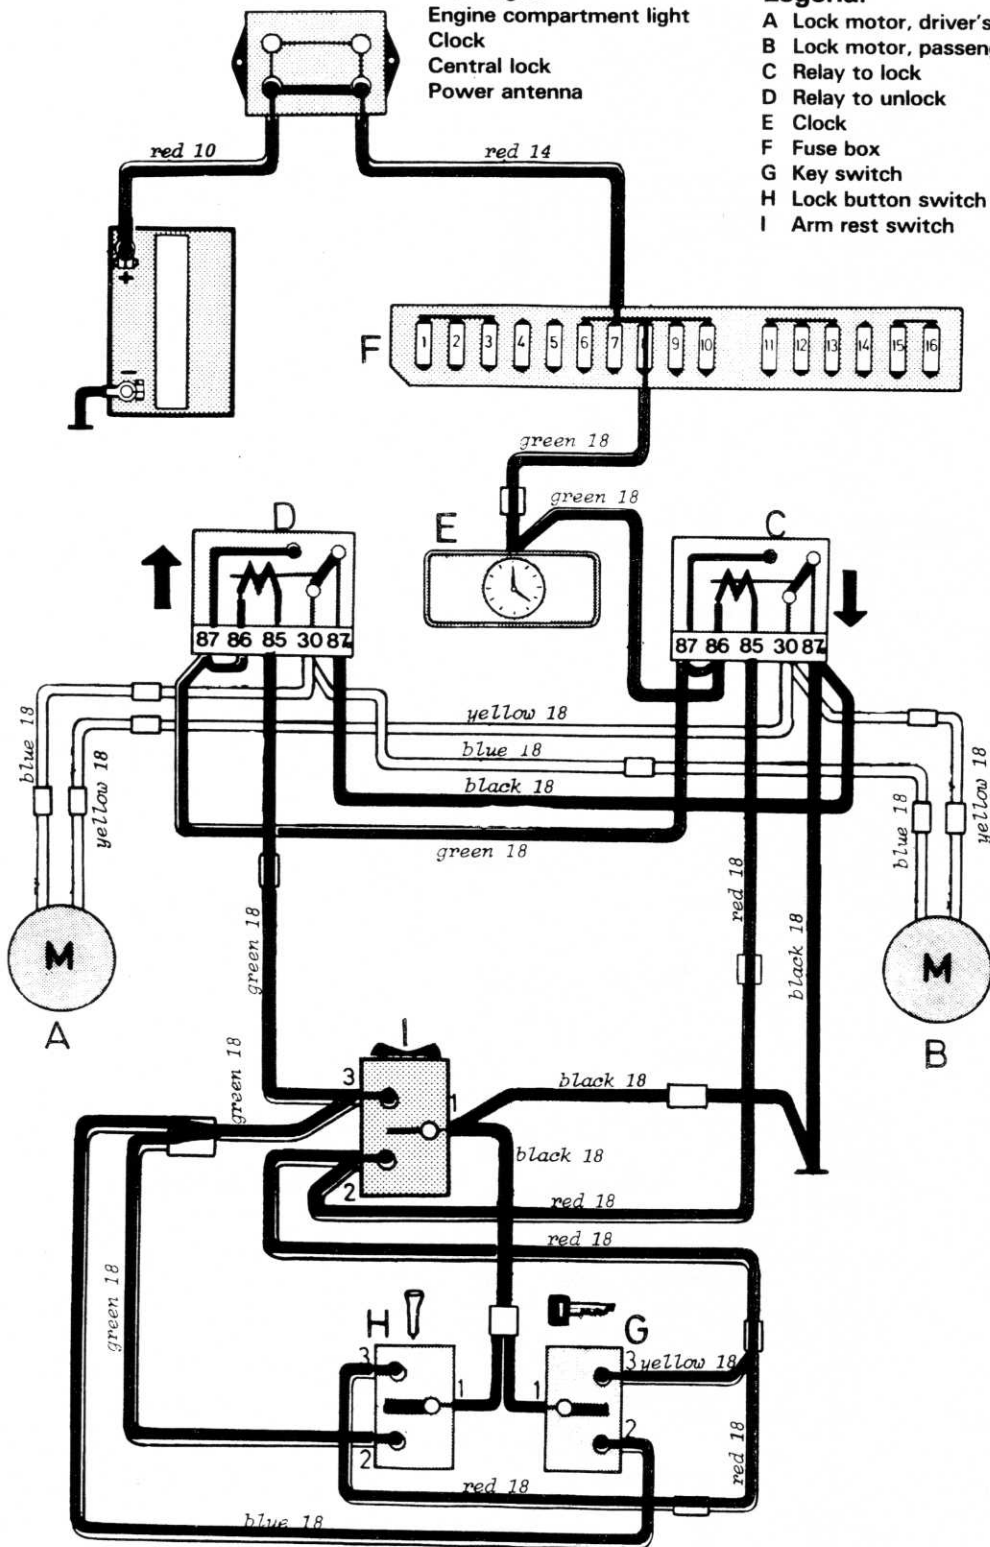 Engine compartment light
Clock
Central lock
Power antenna
A Lock motor, driver's
B Lock motor,
C Relay to lock
D Relay to unlock
E Clock
F Fuse box
G Key switch
H Lock button switch
I Arm rest switch
red 10
red 14
+
-
F
1 2 3 4 5 6 7 8 9 10 11 12 13 14 15 16
green 18
green 18
D
E
C
87 86 85 30 87
87 86 85 30 87
yellow 18
blue 18
black 18
green 18
blue 18
yellow 18
blue 18
yellow 18
red 18
black 18
green 18
M
A
M
B
I
green 18
3
1
2
black 18
black 18
red 18
red 18
green 18
H
G
3
1
2
1
3
2
yellow 18
red 18
red 18
blue 18